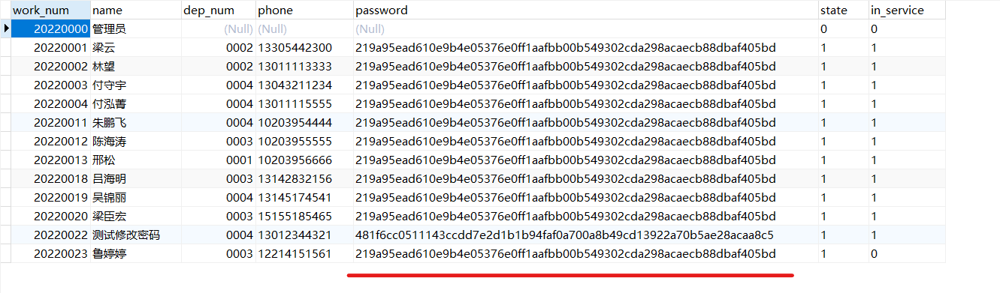 work_num name dep_num phone password state in_service
20220000 管理员 (Null) (Null) (Null) 0 0
20220001 梁云 0002 13305442300 219a95ead610e9b4e05376e0ff1aafbb00b549302cda298acaecb88dbaf405bd 1 1
20220002 林望 0002 13011113333 219a95ead610e9b4e05376e0ff1aafbb00b549302cda298acaecb88dbaf405bd 1 1
20220003 付守宇 0004 13043211234 219a95ead610e9b4e05376e0ff1aafbb00b549302cda298acaecb88dbaf405bd 1 1
20220004 付泓菁 0004 13011115555 219a95ead610e9b4e05376e0ff1aafbb00b549302cda298acaecb88dbaf405bd 1 1
20220011 朱鹏飞 0004 10203954444 219a95ead610e9b4e05376e0ff1aafbb00b549302cda298acaecb88dbaf405bd 1 1
20220012 陈海涛 0003 10203955555 219a95ead610e9b4e05376e0ff1aafbb00b549302cda298acaecb88dbaf405bd 1 1
20220013 邢松 0001 10203956666 219a95ead610e9b4e05376e0ff1aafbb00b549302cda298acaecb88dbaf405bd 1 1
20220018 吕海明 0003 13142832156 219a95ead610e9b4e05376e0ff1aafbb00b549302cda298acaecb88dbaf405bd 1 1
20220019 吴锦丽 0004 13145174541 219a95ead610e9b4e05376e0ff1aafbb00b549302cda298acaecb88dbaf405bd 1 1
20220020 梁臣宏 0003 15155185465 219a95ead610e9b4e05376e0ff1aafbb00b549302cda298acaecb88dbaf405bd 1 1
20220022 测试修改密码 0004 13012344321 481f6cc0511143ccdd7e2d1b1b94faf0a700a8b49cd13922a70b5ae28acaa8c5 1 1
20220023 鲁婷婷 0003 12214151561 219a95ead610e9b4e05376e0ff1aafbb00b549302cda298acaecb88dbaf405bd 1 0